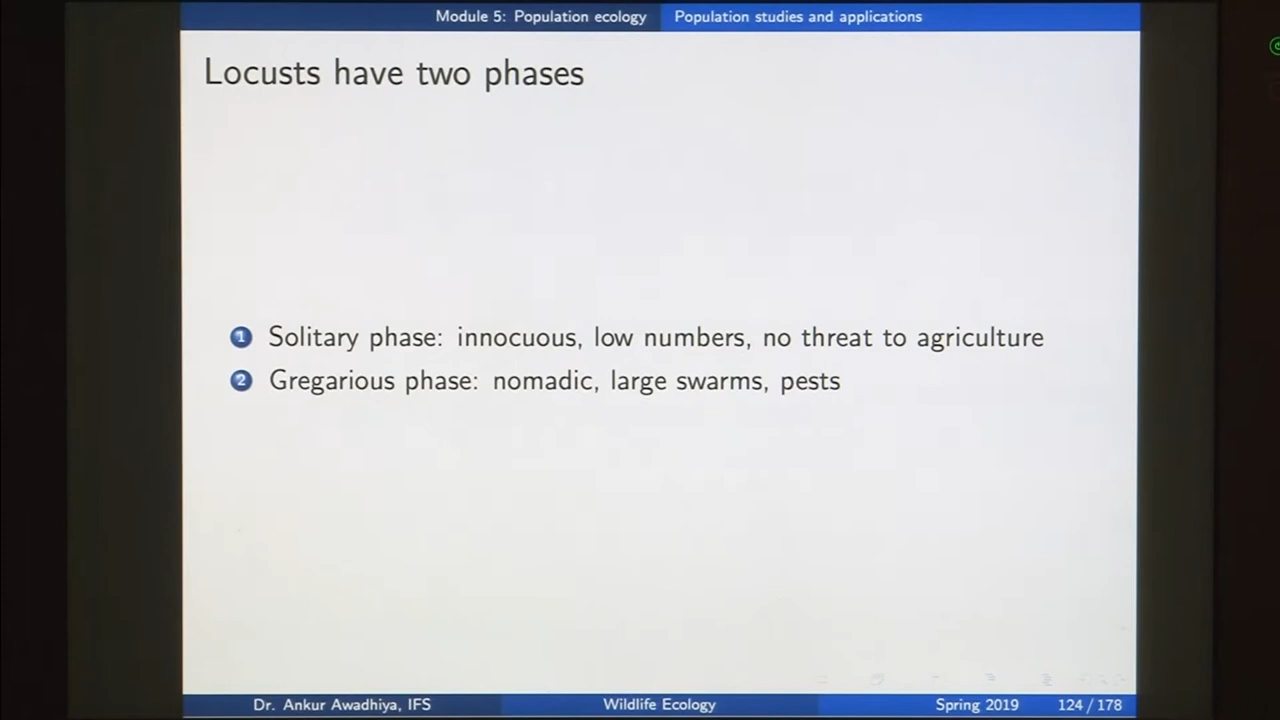 Module 5: Population ecology Population studies and applications
Locusts have two phases
1 Solitary phase: innocuous, low numbers, no threat to agriculture
2 Gregarious phase: nomadic, large swarms, pests
Dr. Ankur Awadhiya, IFS Wildlife Ecology Spring 2019 124 / 178